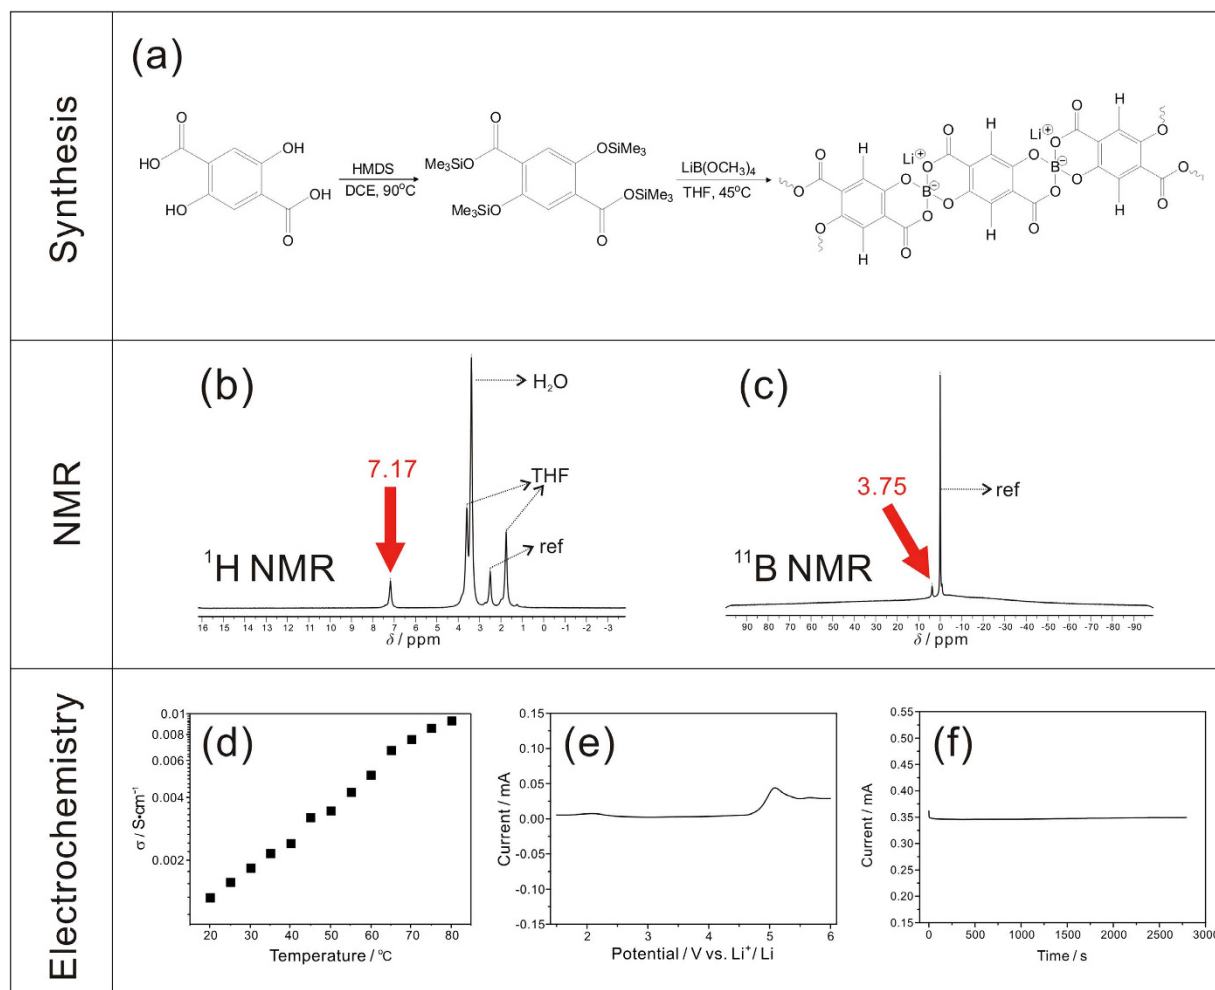 Synthesis
(a)
O
HO
OH
HO
OH
O
HMDS
DCE, 90°C
O
Me₃SiO
OSiMe₃
Me₃SiO
OSiMe₃
O
LiB(OCH₃)₄
THF, 45°C
O
H
O
O
O
H
Li⊕
O
O
B⁻
O
O
O
H
H
O
O
Li⊕
O
O
B⁻
O
O
O
H
H
O
O
O
NMR
(b)
H₂O
7.17
THF
ref
¹H NMR
16 15 14 13 12 11 10 9 8 7 6 5 4 3 2 1 0 -1 -2 -3
δ / ppm
(c)
3.75
ref
¹¹B NMR
90 80 70 60 50 40 30 20 10 0 -10 -20 -30 -40 -50 -60 -70 -80 -90
δ / ppm
Electrochemistry
(d)
0.01
0.008
0.006
0.004
0.002
σ / S•cm⁻¹
20 30 40 50 60 70 80
Temperature / °C
(e)
0.15
0.10
0.05
0.00
-0.05
-0.10
-0.15
Current / mA
2 3 4 5 6
Potential / V vs. Li⁺/ Li
(f)
0.55
0.50
0.45
0.40
0.35
0.30
0.25
0.20
0.15
Current / mA
0 500 1000 1500 2000 2500 3000
Time / s